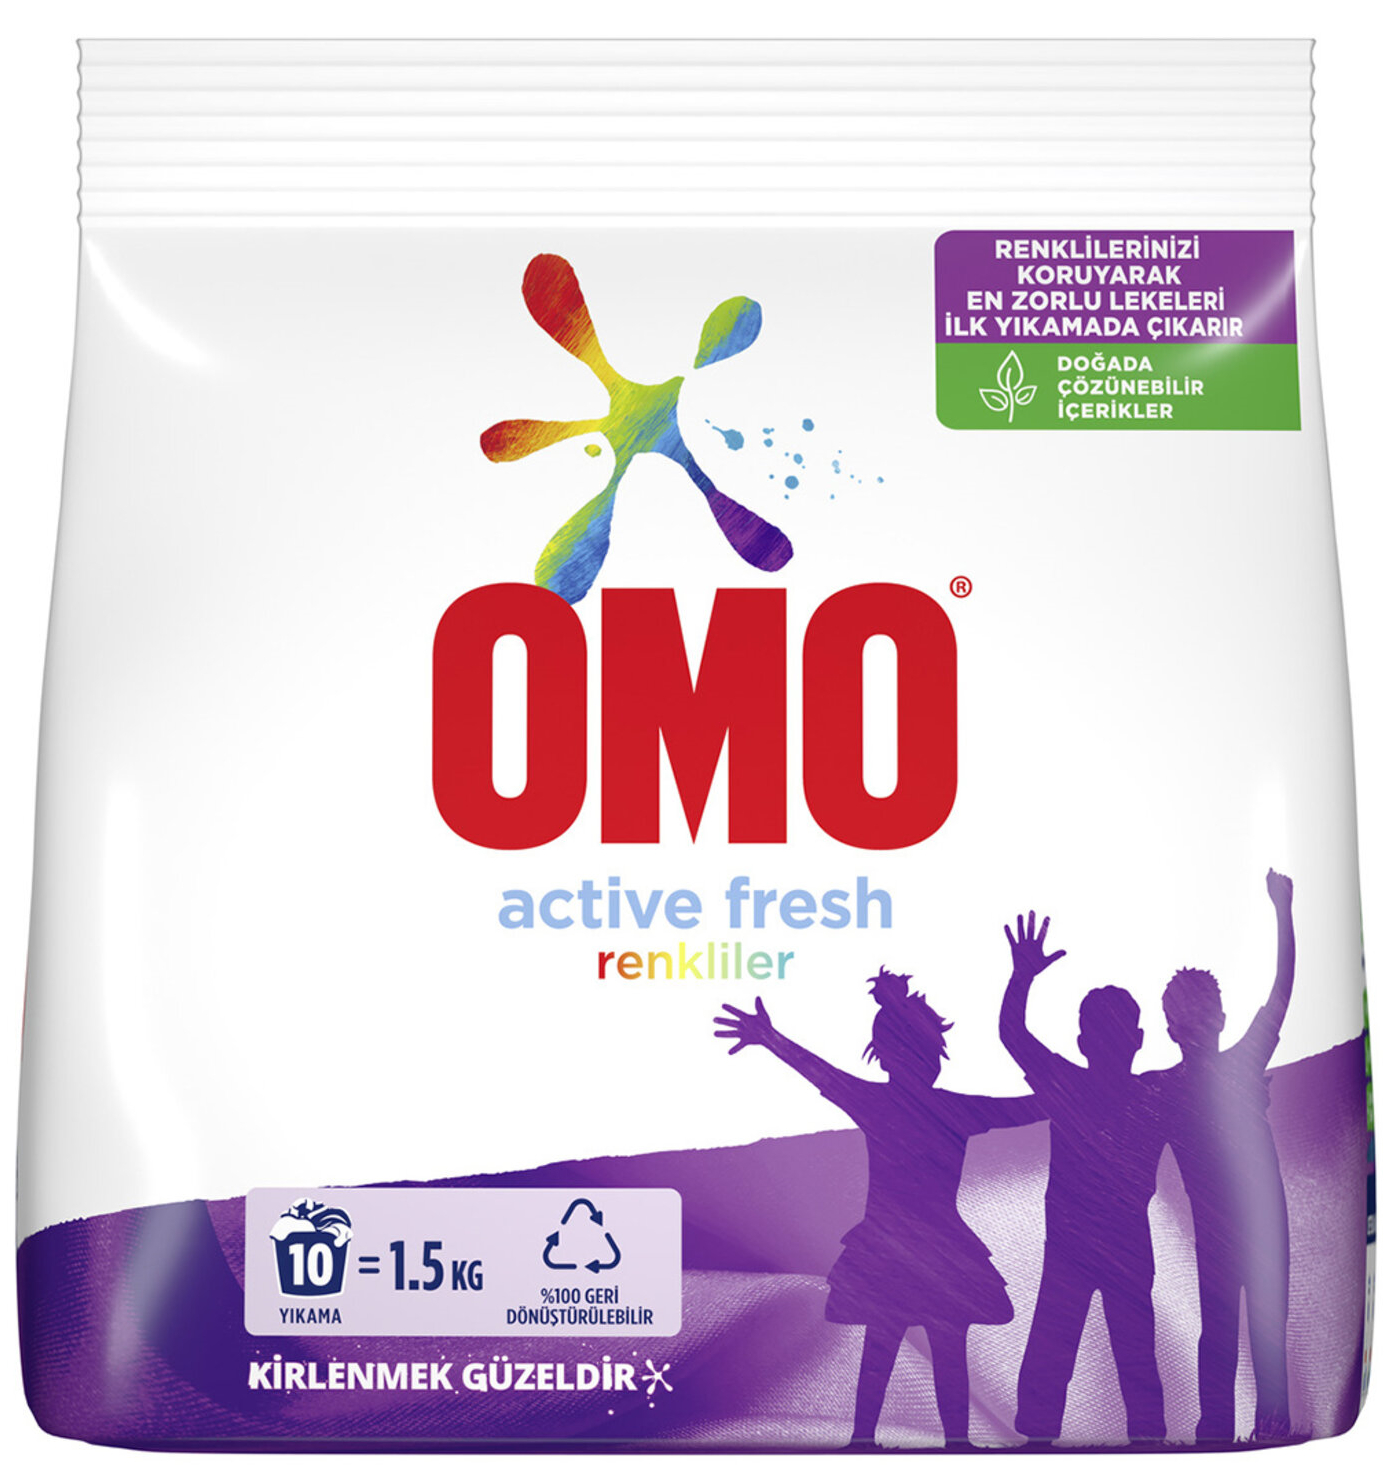 RENKLİLERİNİZİ
KORUYARAK
EN ZORLU LEKELERİ
İLK YIKAMADA ÇIKARIR
DOĞADA
ÇÖZÜNEBİLİR
İÇERİKLER
OMO®
active fresh
renkliler
10 = 1.5 KG
YIKAMA
%100 GERİ
DÖNÜŞTÜRÜLEBİLİR
KİRLENMEK GÜZELDİR